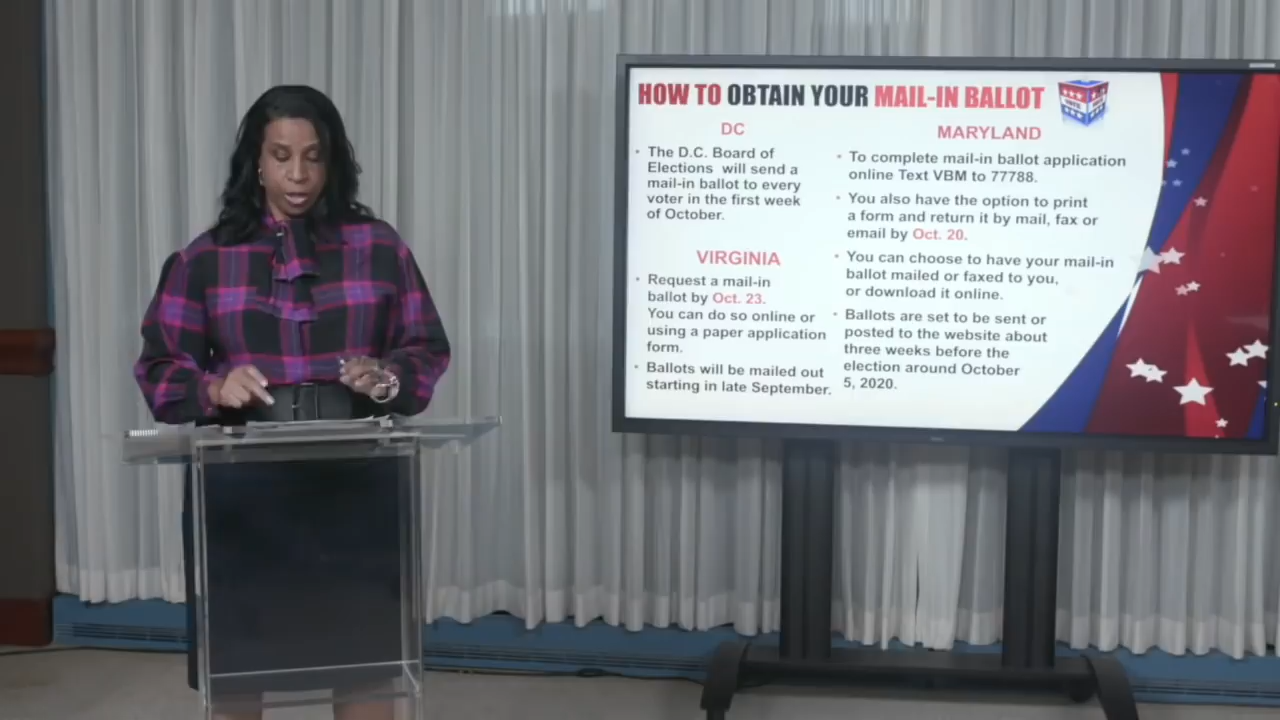 HOW TO OBTAIN YOUR MAIL-IN BALLOT
DC
• The D.C. Board of
Elections will send a
mail-in ballot to every
voter in the first week
of October.
VIRGINIA
• Request a mail-in
ballot by Oct. 23.
You can do so online or
using a paper application
form.
• Ballots will be mailed out
starting in late September.
MARYLAND
• To complete mail-in ballot application
online Text VBM to 77788.
• You also have the option to print
a form and return it by mail, fax or
email by Oct. 20.
• You can choose to have your mail-in
ballot mailed or faxed to you,
or download it online.
• Ballots are set to be sent or
posted to the website about
three weeks before the
election around October
5, 2020.